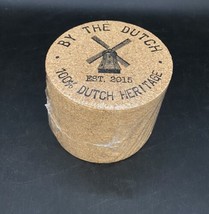 · BY THE DUTCH ·
EST. 2015
100% DUTCH HERITAGE